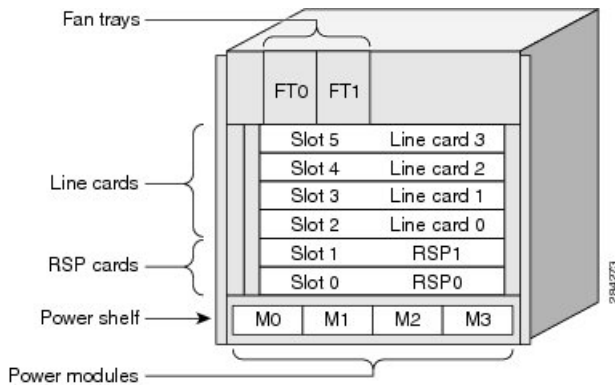 Fan trays
FT0 FT1
Slot 5 Line card 3
Slot 4 Line card 2
Line cards
Slot 3 Line card 1
Slot 2 Line card 0
Slot 1 RSP1
RSP cards
Slot 0 RSP0
Power shelf
M0 M1 M2 M3
Power modules
284273